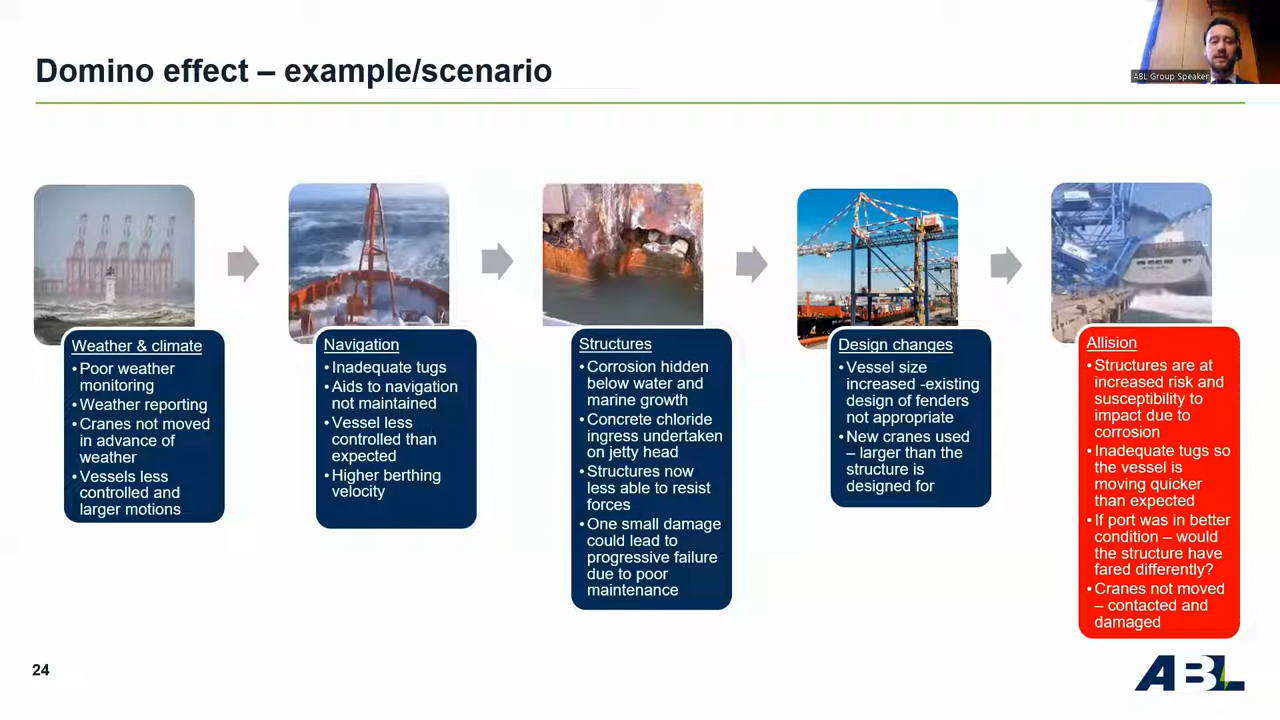 Domino effect – example/scenario
ABL Group Speaker
Weather & climate
•Poor weather
monitoring
•Weather reporting
•Cranes not moved
in advance of
weather
•Vessels less
controlled and
larger motions
Navigation
•Inadequate tugs
•Aids to navigation
not maintained
•Vessel less
controlled than
expected
•Higher berthing
velocity
Structures
•Corrosion hidden
below water and
marine growth
•Concrete chloride
ingress undertaken
on jetty head
•Structures now
less able to resist
forces
•One small damage
could lead to
progressive failure
due to poor
maintenance
Design changes
•Vessel size
increased -existing
design of fenders
not appropriate
•New cranes used
– larger than the
structure is
designed for
Allision
•Structures are at
increased risk and
susceptibility to
impact due to
corrosion
•Inadequate tugs so
the vessel is
moving quicker
than expected
•If port was in better
condition – would
the structure have
fared differently?
•Cranes not moved
– contacted and
damaged
24
ABL